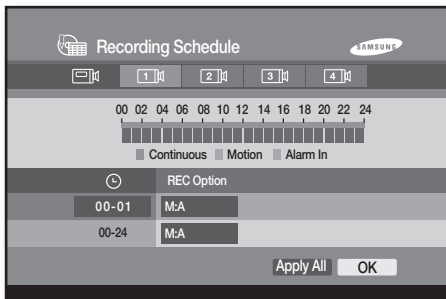 Recording Schedule
SAMSUNG
1 2 3 4
00 02 04 06 08 10 12 14 16 18 20 22 24
Continuous Motion Alarm In
REC Option
00-01 M:A
00-24 M:A
Apply All OK